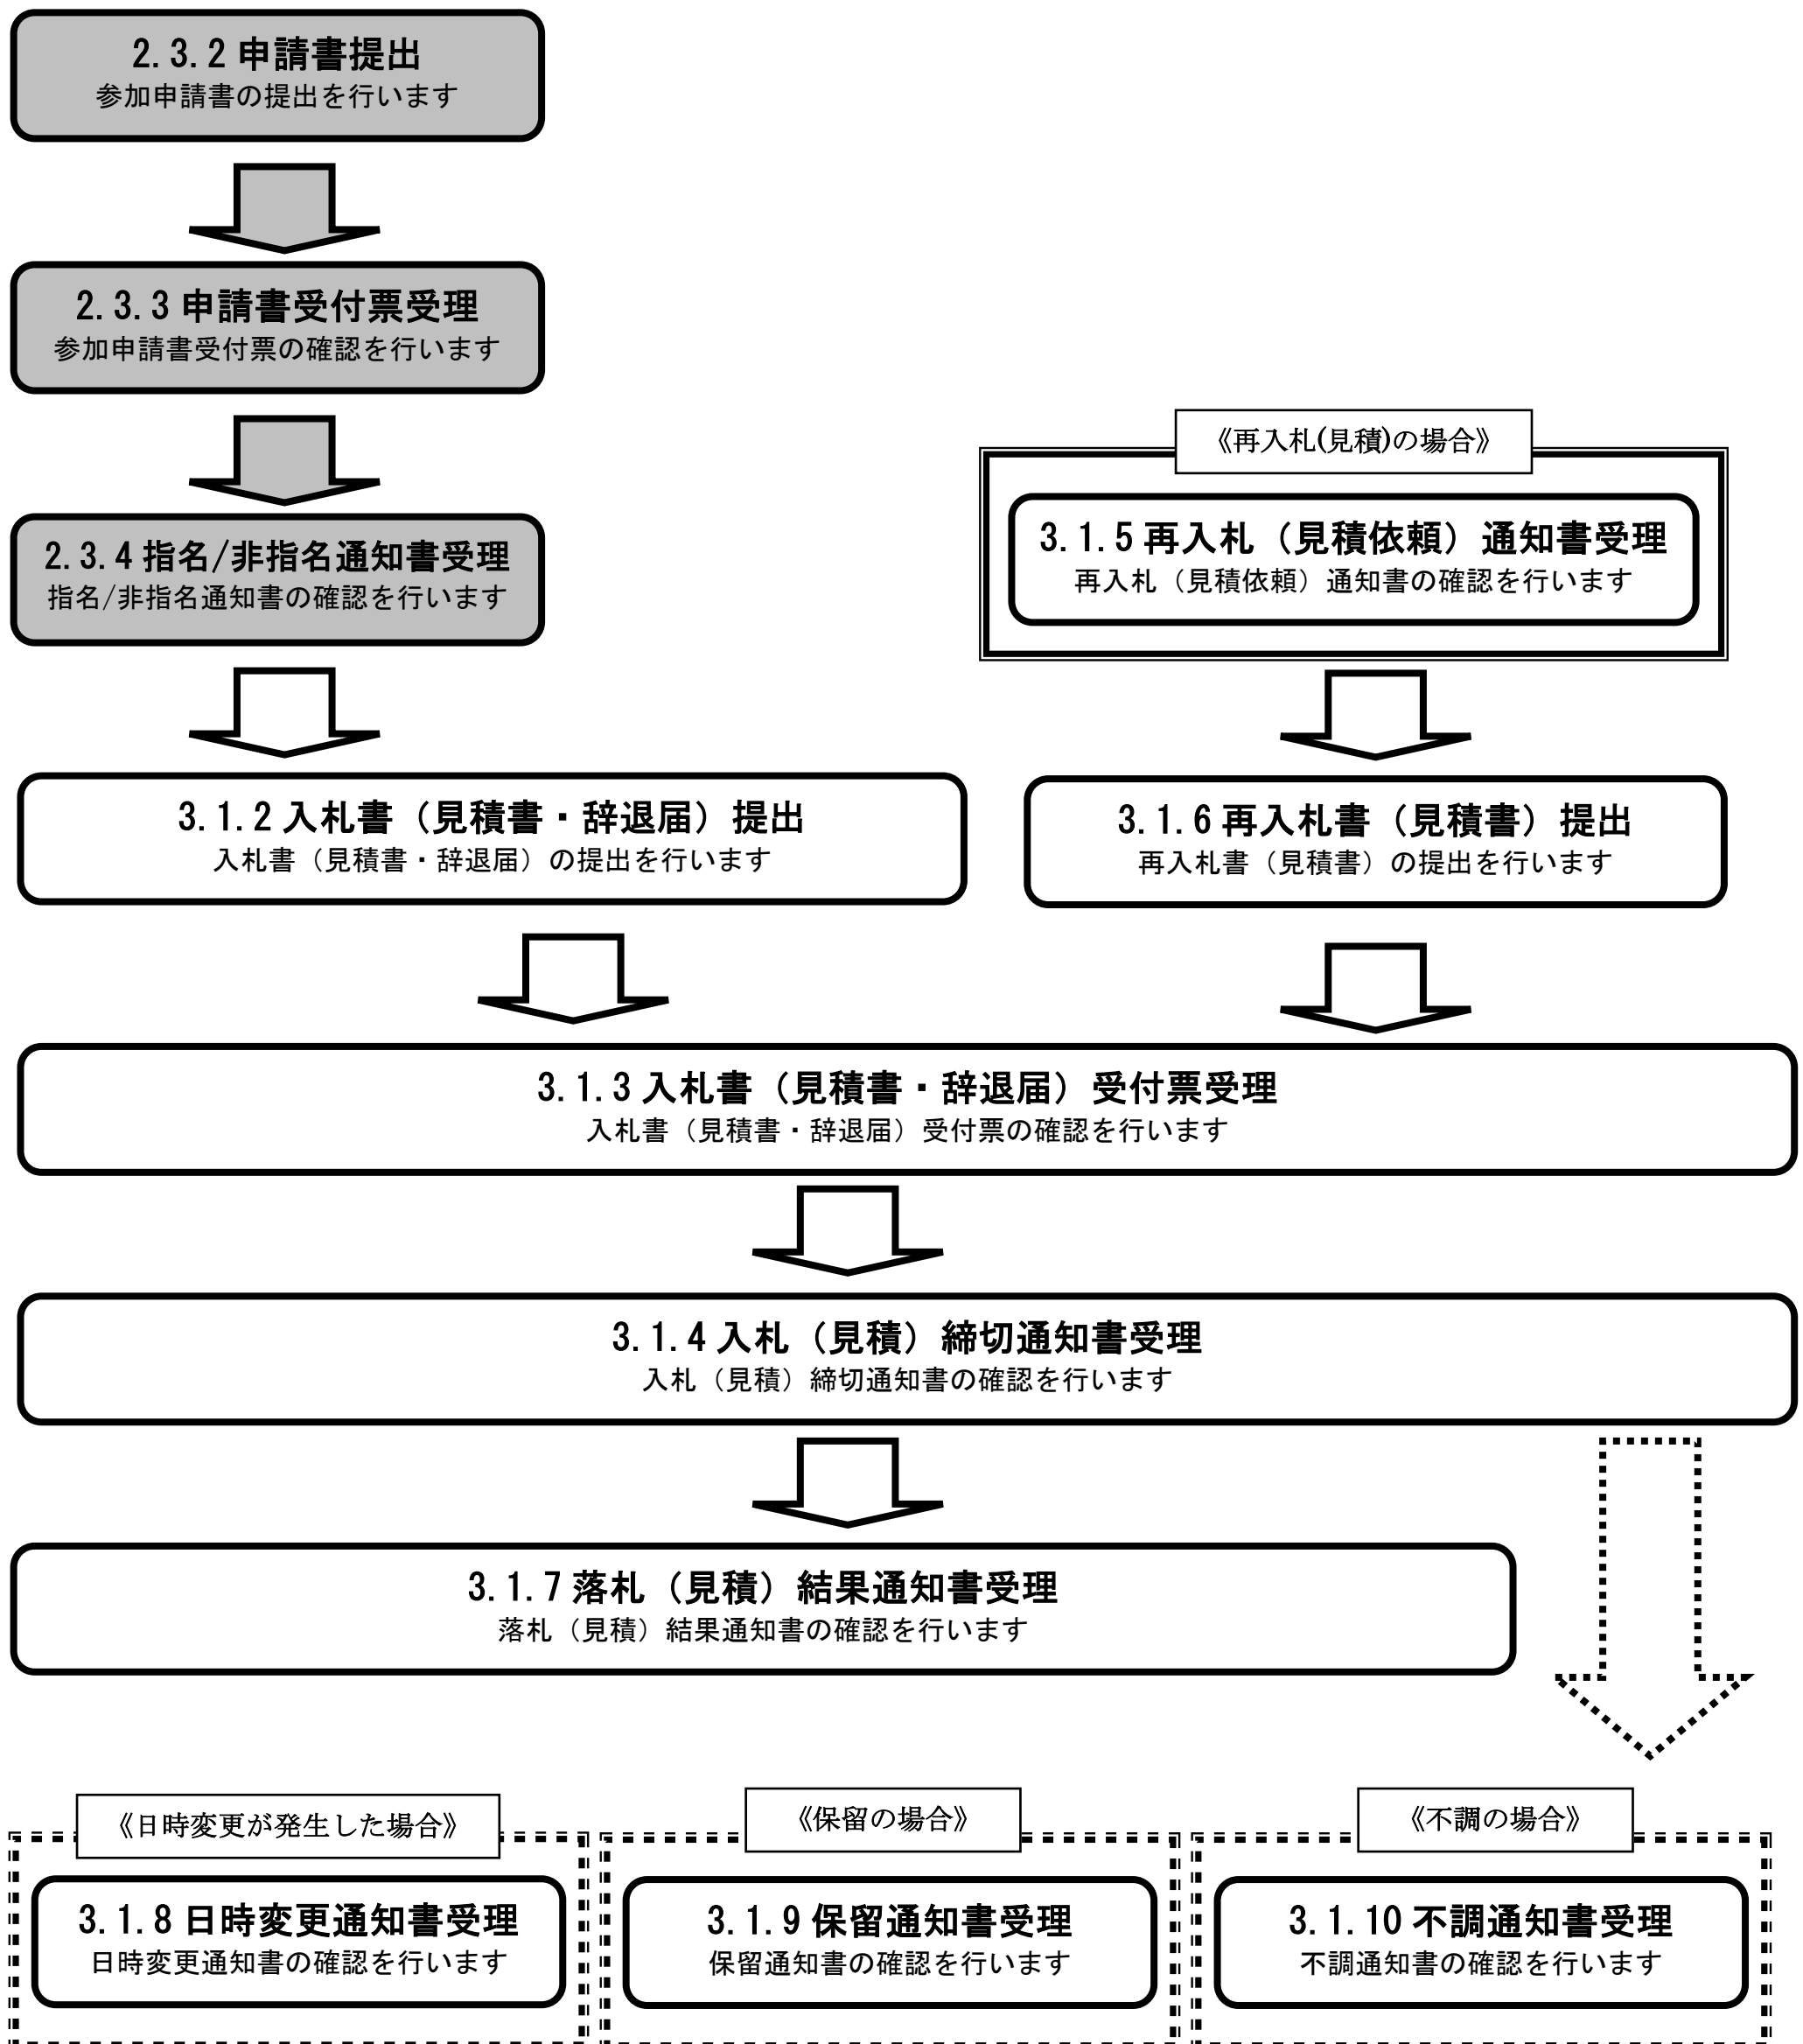 2.3.2 申請書提出
参加申請書の提出を行います
2.3.3 申請書受付票受理
参加申請書受付票の確認を行います
2.3.4 指名/非指名通知書受理
指名/非指名通知書の確認を行います
《再入札(見積)の場合》
3.1.5 再入札（見積依頼）通知書受理
再入札（見積依頼）通知書の確認を行います
3.1.2 入札書（見積書・辞退届）提出
入札書（見積書・辞退届）の提出を行います
3.1.6 再入札書（見積書）提出
再入札書（見積書）の提出を行います
3.1.3 入札書（見積書・辞退届）受付票受理
入札書（見積書・辞退届）受付票の確認を行います
3.1.4 入札（見積）締切通知書受理
入札（見積）締切通知書の確認を行います
3.1.7 落札（見積）結果通知書受理
落札（見積）結果通知書の確認を行います
《日時変更が発生した場合》
3.1.8 日時変更通知書受理
日時変更通知書の確認を行います
《保留の場合》
3.1.9 保留通知書受理
保留通知書の確認を行います
《不調の場合》
3.1.10 不調通知書受理
不調通知書の確認を行います